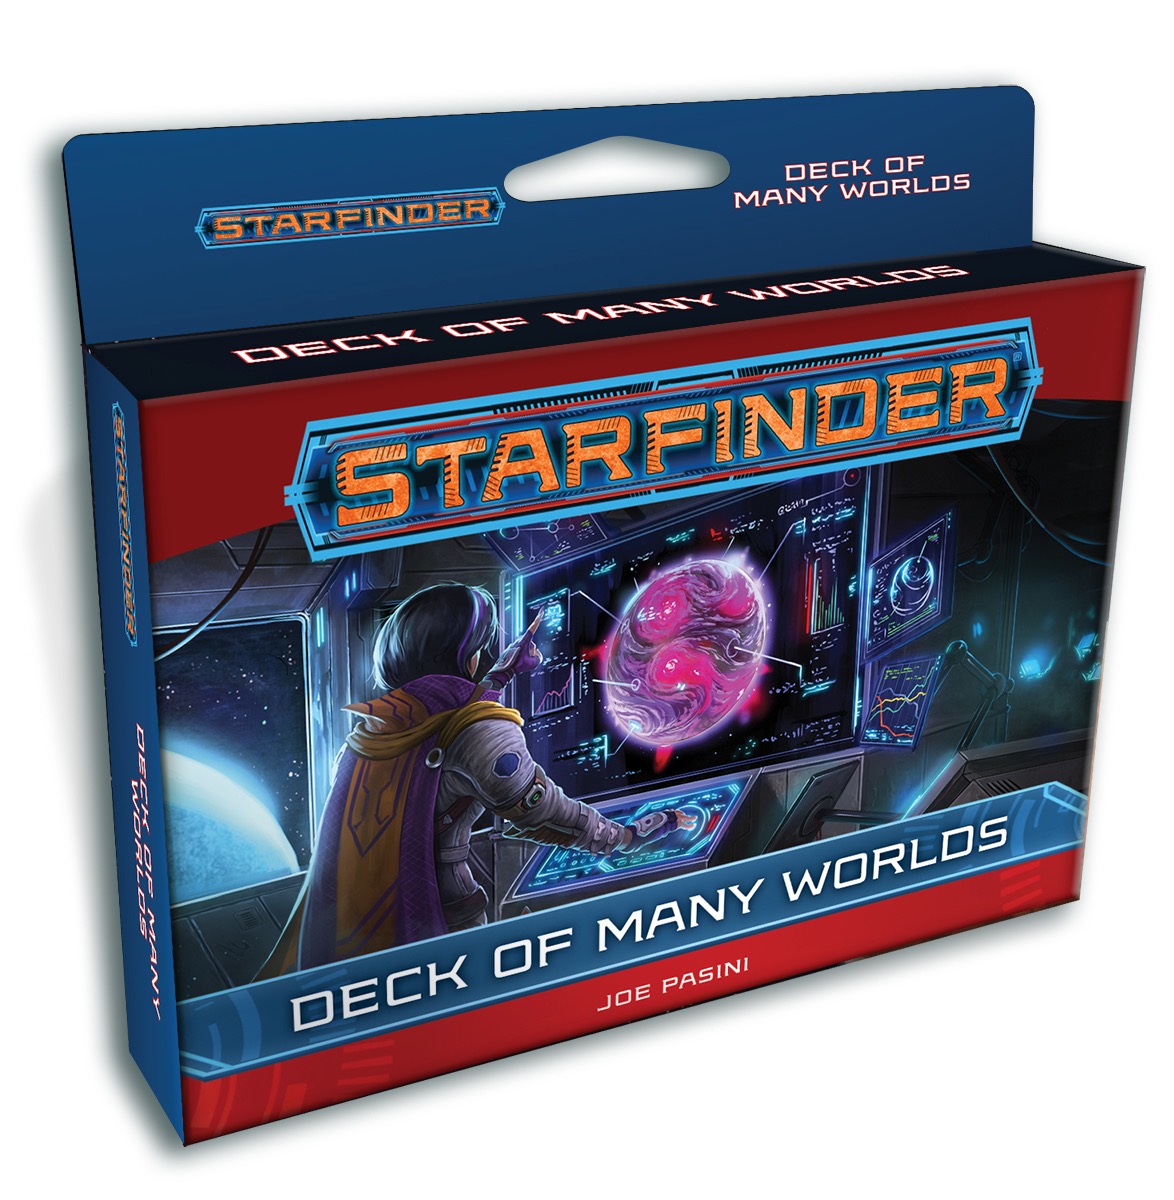 STARFINDER
DECK OF
MANY WORLDS
DECK OF MANY WORLDS
STARFINDER®
STARFINDER
DECK OF MANY
WORLDS
DECK OF MANY WORLDS
JOE PASINI